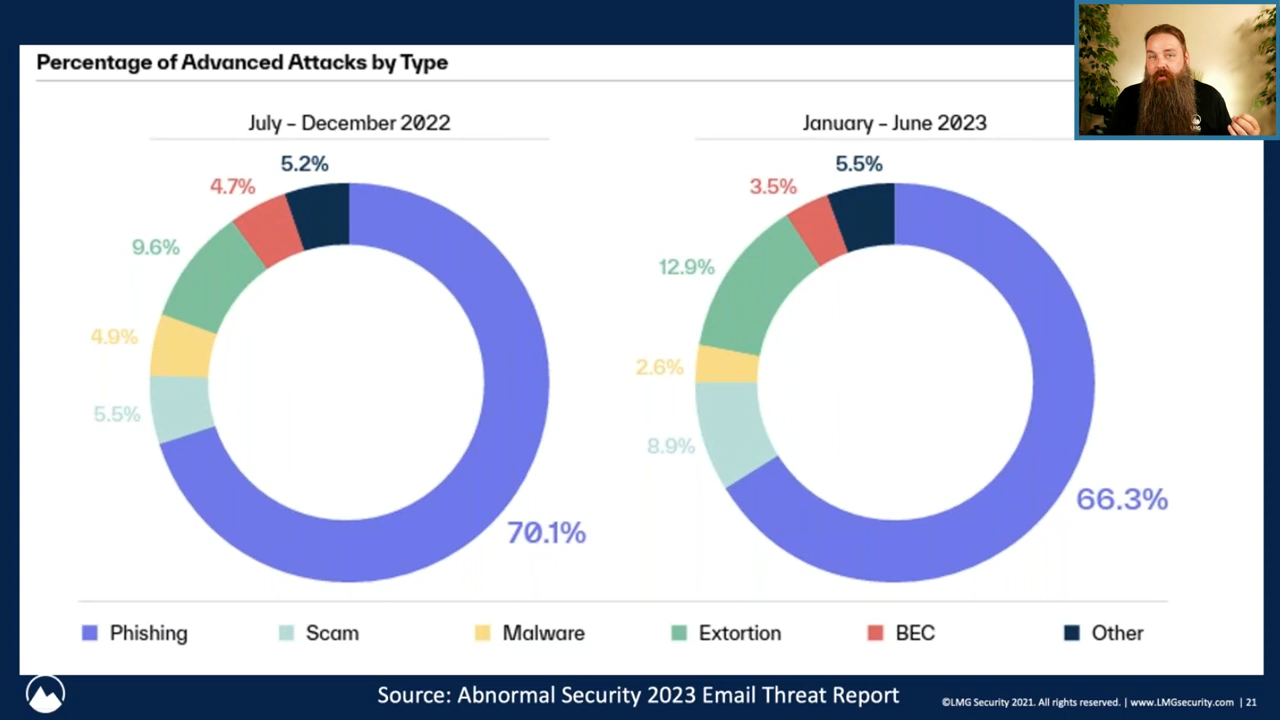 Percentage of Advanced Attacks by Type
July – December 2022
5.2%
4.7%
9.6%
4.9%
5.5%
70.1%
January – June 2023
5.5%
3.5%
12.9%
2.6%
8.9%
66.3%
Phishing
Scam
Malware
Extortion
BEC
Other
Source: Abnormal Security 2023 Email Threat Report
©LMG Security 2021. All rights reserved. | www.LMGsecurity.com | 21